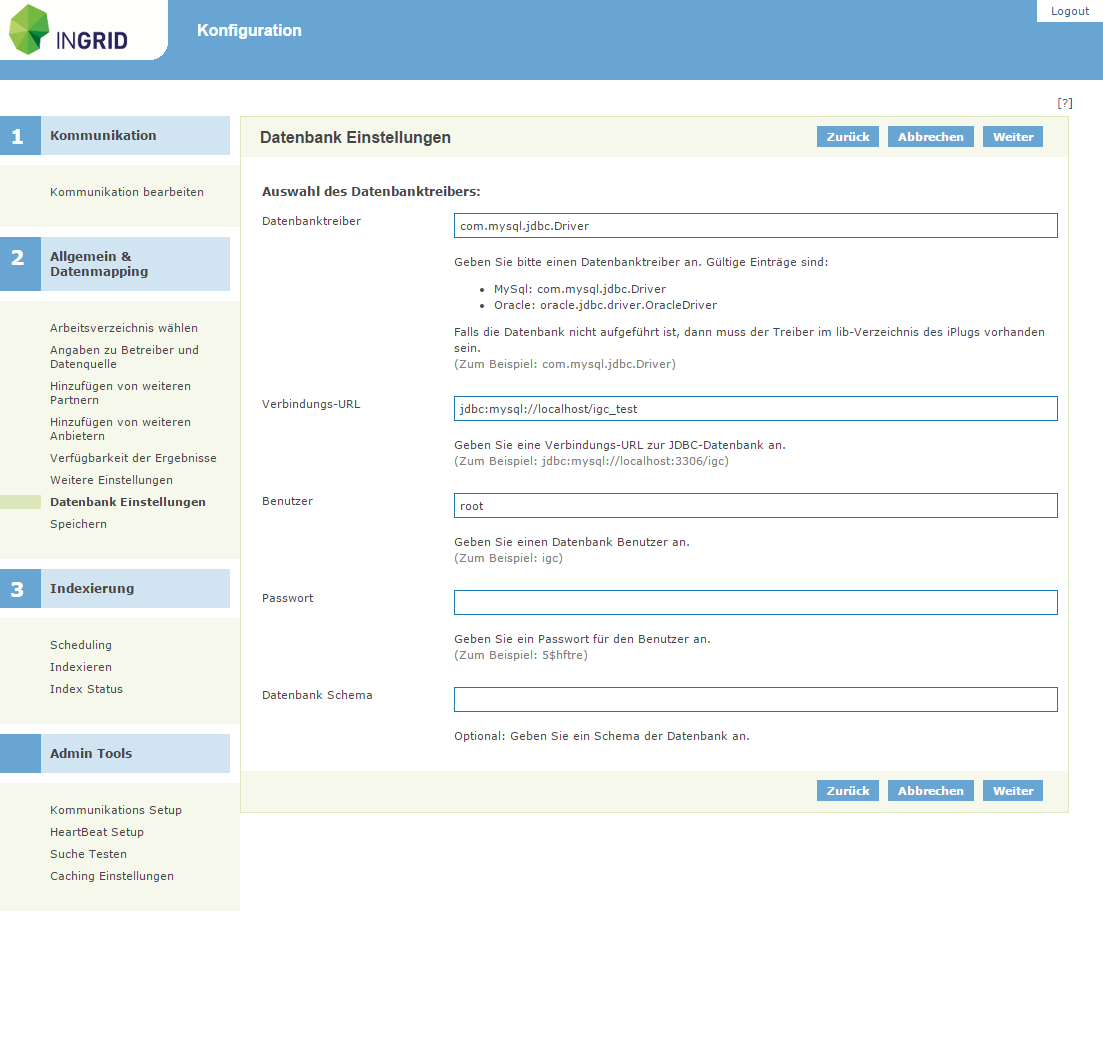 INGRID
Konfiguration
Logout
[?]
1 Kommunikation
Kommunikation bearbeiten
2 Allgemein &
Datenmapping
Arbeitsverzeichnis wählen
Angaben zu Betreiber und
Datenquelle
Hinzufügen von weiteren
Partnern
Hinzufügen von weiteren
Anbietern
Verfügbarkeit der Ergebnisse
Weitere Einstellungen
Datenbank Einstellungen
Speichern
3 Indexierung
Scheduling
Indexieren
Index Status
Admin Tools
Kommunikations Setup
HeartBeat Setup
Suche Testen
Caching Einstellungen
Datenbank Einstellungen
Zurück Abbrechen Weiter
Auswahl des Datenbanktreibers:
Datenbanktreiber
com.mysql.jdbc.Driver
Geben Sie bitte einen Datenbanktreiber an. Gültige Einträge sind:
• MySql: com.mysql.jdbc.Driver
• Oracle: oracle.jdbc.driver.OracleDriver
Falls die Datenbank nicht aufgeführt ist, dann muss der Treiber im lib-Verzeichnis des iPlugs vorhanden
sein.
(Zum Beispiel: com.mysql.jdbc.Driver)
Verbindungs-URL
jdbc:mysql://localhost/igc_test
Geben Sie eine Verbindungs-URL zur JDBC-Datenbank an.
(Zum Beispiel: jdbc:mysql://localhost:3306/igc)
Benutzer
root
Geben Sie einen Datenbank Benutzer an.
(Zum Beispiel: igc)
Passwort
Geben Sie ein Passwort für den Benutzer an.
(Zum Beispiel: 5$hftre)
Datenbank Schema
Optional: Geben Sie ein Schema der Datenbank an.
Zurück Abbrechen Weiter